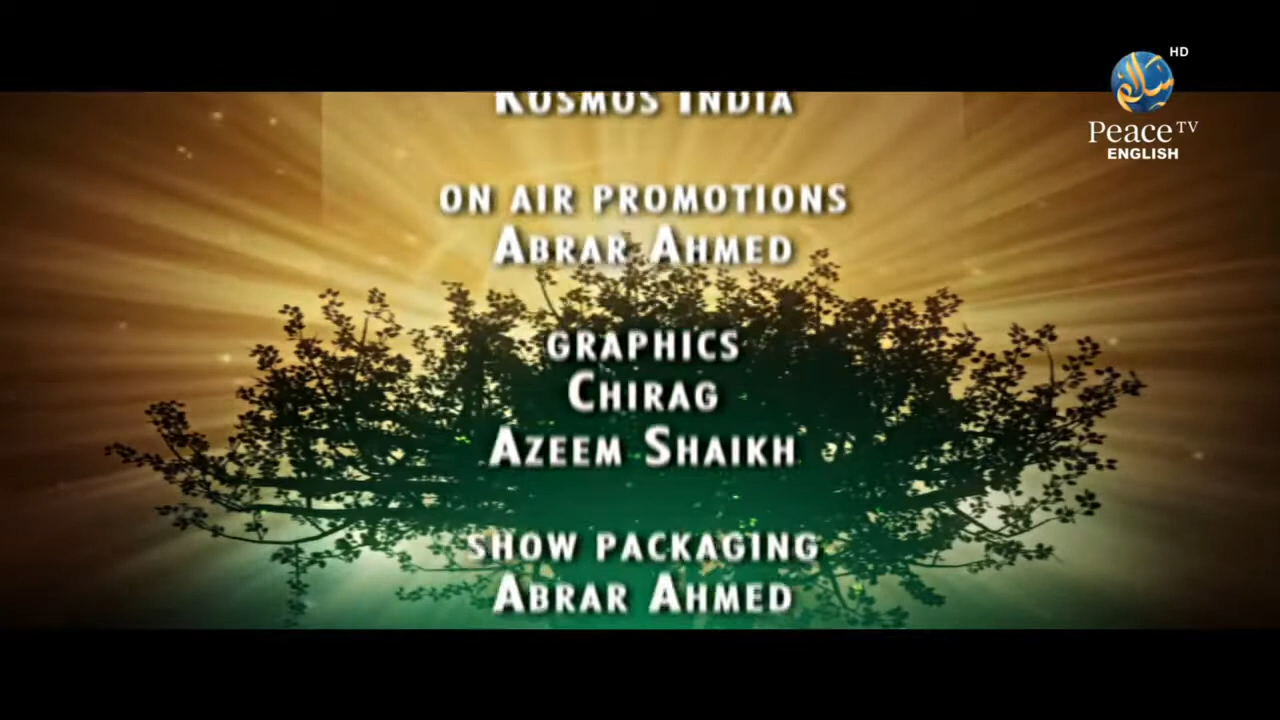 HD
KOSMOS INDIA
سلام
Peace TV
ENGLISH
ON AIR PROMOTIONS
ABRAR AHMED
GRAPHICS
CHIRAG
AZEEM SHAIKH
SHOW PACKAGING
ABRAR AHMED